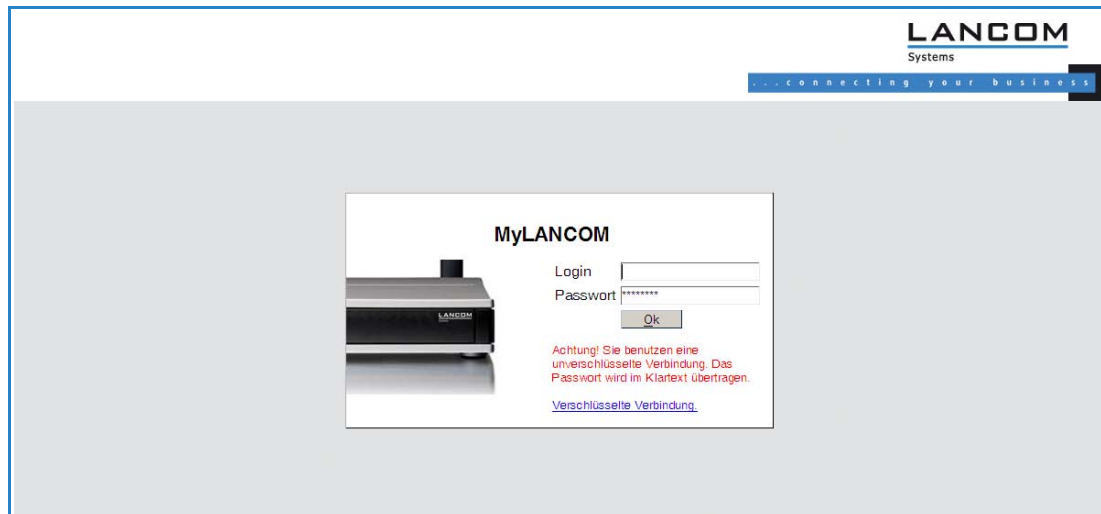 LANCOM
Systems
...connecting your business
MyLANCOM
LANCOM
Login
Passwort ********
Ok
Achtung! Sie benutzen eine
unverschlüsselte Verbindung. Das
Passwort wird im Klartext übertragen.
Verschlüsselte Verbindung.